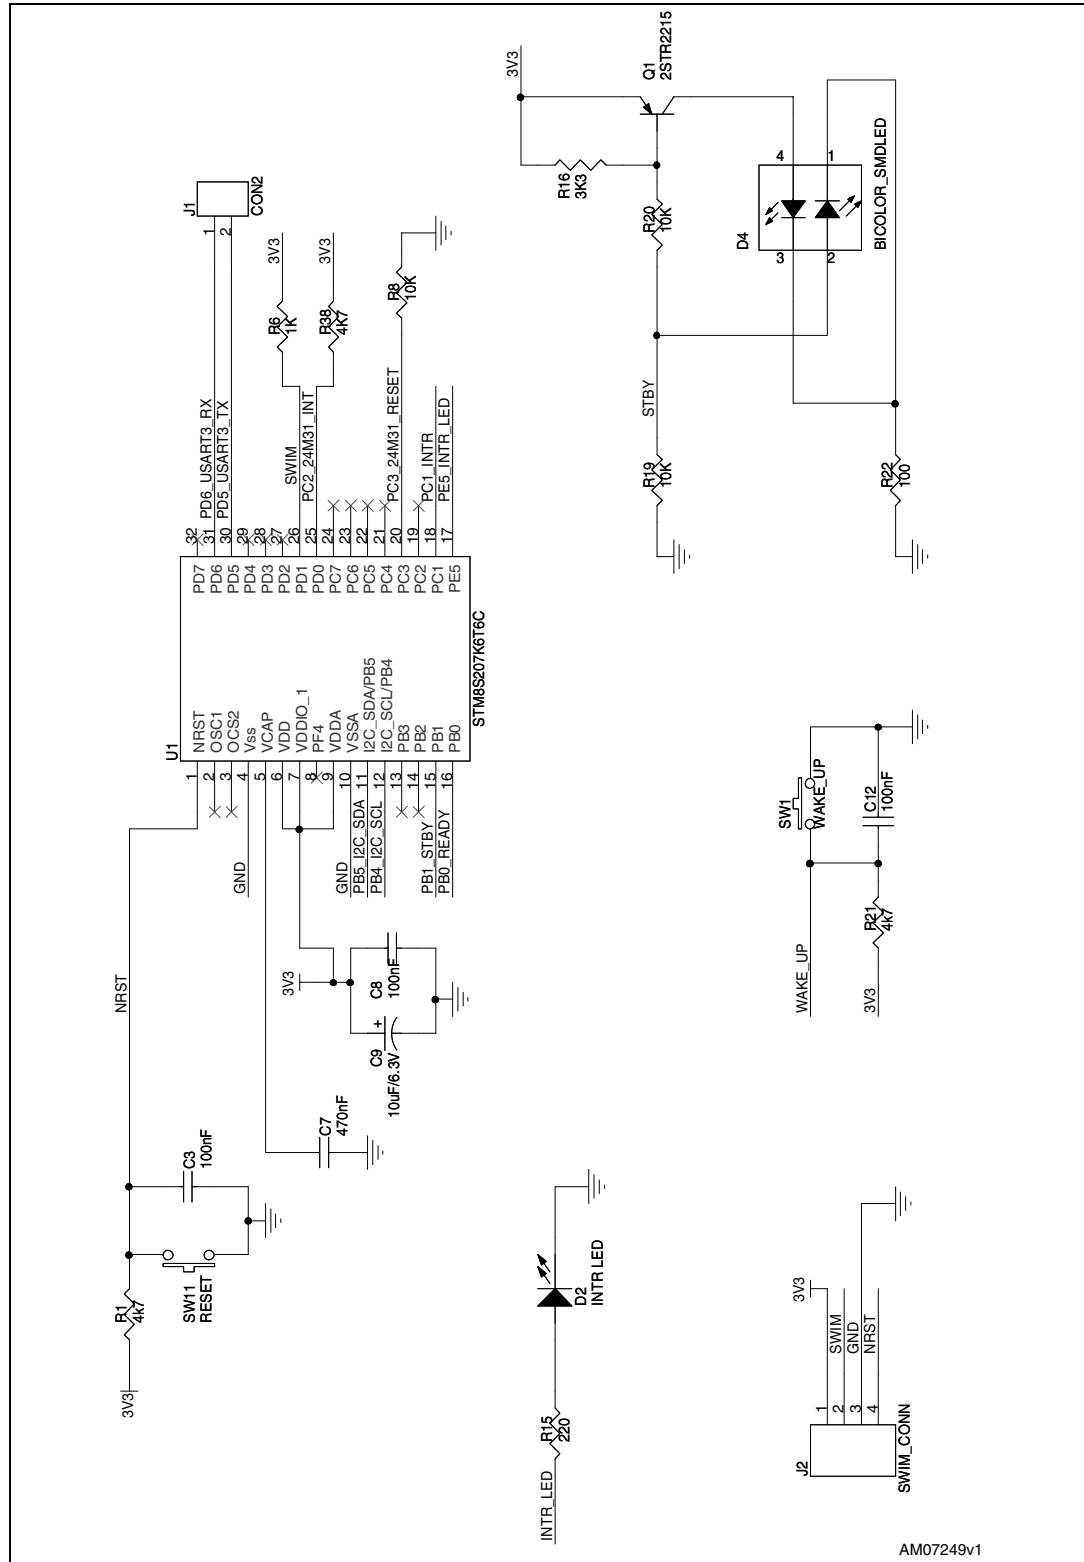 3V3
R1
4k7
SW11
RESET
C3
100nF
NRST
C7
470nF
3V3
C9
10uF/6.3V
+
C8
100nF
GND
GND
PB5_I2C_SDA
PB4_I2C_SCL
PB1_STBY
PB0_READY
U1
1
2
3
4
5
6
7
8
9
10
11
12
13
14
15
16
NRST
OSC1
OCS2
Vss
VCAP
VDD
VDDIO_1
PF4
VDDA
VSSA
I2C_SDA/PB5
I2C_SCL/PB4
PB3
PB2
PB1
PB0
STM8S207K6T6C
PD7
PD6
PD5
PD4
PD3
PD2
PD1
PD0
PC7
PC6
PC5
PC4
PC3
PC2
PC1
PE5
32
31
30
29
28
27
26
25
24
23
22
21
20
19
18
17
PD6_USART3_RX
PD5_USART3_TX
SWIM
PC2_24M31_INT
PC3_24M31_RESET
PC1_INTR
PE5_INTR_LED
J1
1
2
CON2
R6
1K
3V3
R38
4K7
3V3
R8
10K
INTR_LED
R15
220
D2
INTR LED
J2
1
2
3
4
3V3
SWIM
GND
NRST
SWIM_CONN
WAKE_UP
3V3
R21
4k7
SW1
WAKE_UP
C12
100nF
3V3
Q1
2STR2215
R16
3K3
R20
10K
STBY
R19
10K
R22
100
D4
4
1
3
2
BICOLOR_SMDLED
AM07249v1